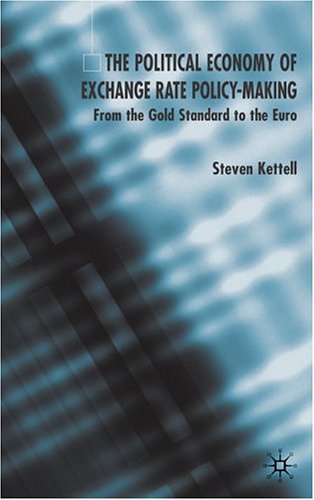 THE POLITICAL ECONOMY OF
EXCHANGE RATE POLICY-MAKING
From the Gold Standard to the Euro
Steven Kettell